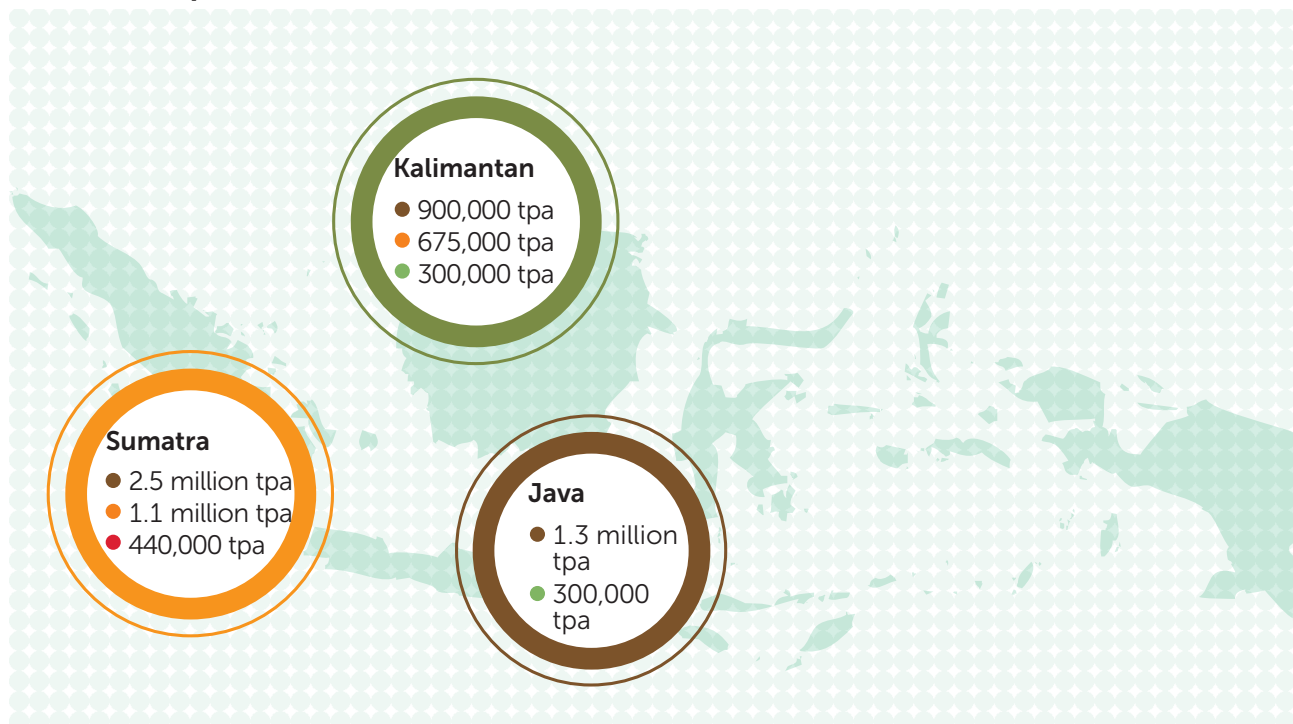 Kalimantan
900,000 tpa
675,000 tpa
300,000 tpa
Sumatra
2.5 million tpa
1.1 million tpa
440,000 tpa
Java
1.3 million
tpa
300,000
tpa